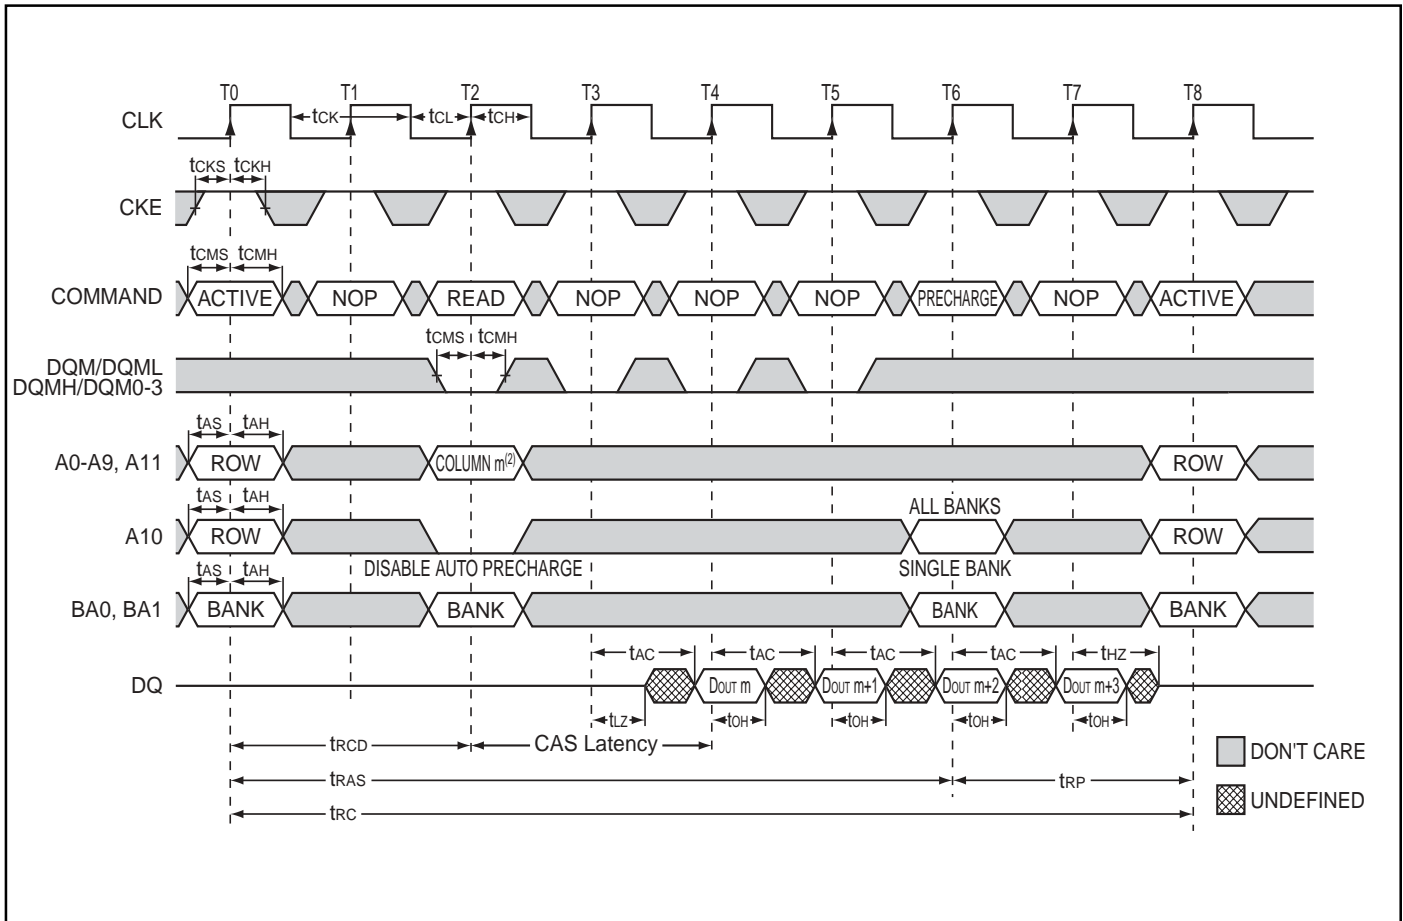 T0 T1 T2 T3 T4 T5 T6 T7 T8
CLK tCK tCL tCH
tCKS tCKH
CKE
tCMS tCMH
COMMAND ACTIVE NOP READ NOP NOP NOP PRECHARGE NOP ACTIVE
tCMS tCMH
DQM/DQML
DQMH/DQM0-3
tAS tAH
A0-A9, A11 ROW COLUMN m(2) ROW
tAS tAH ALL BANKS
A10 ROW ROW
tAS tAH DISABLE AUTO PRECHARGE SINGLE BANK
BA0, BA1 BANK BANK BANK BANK
tAC tAC tAC tAC tHZ
DQ DOUT m DOUT m+1 DOUT m+2 DOUT m+3
tLZ tOH tOH tOH tOH
tRCD CAS Latency
DON'T CARE
tRAS tRP
UNDEFINED
tRC